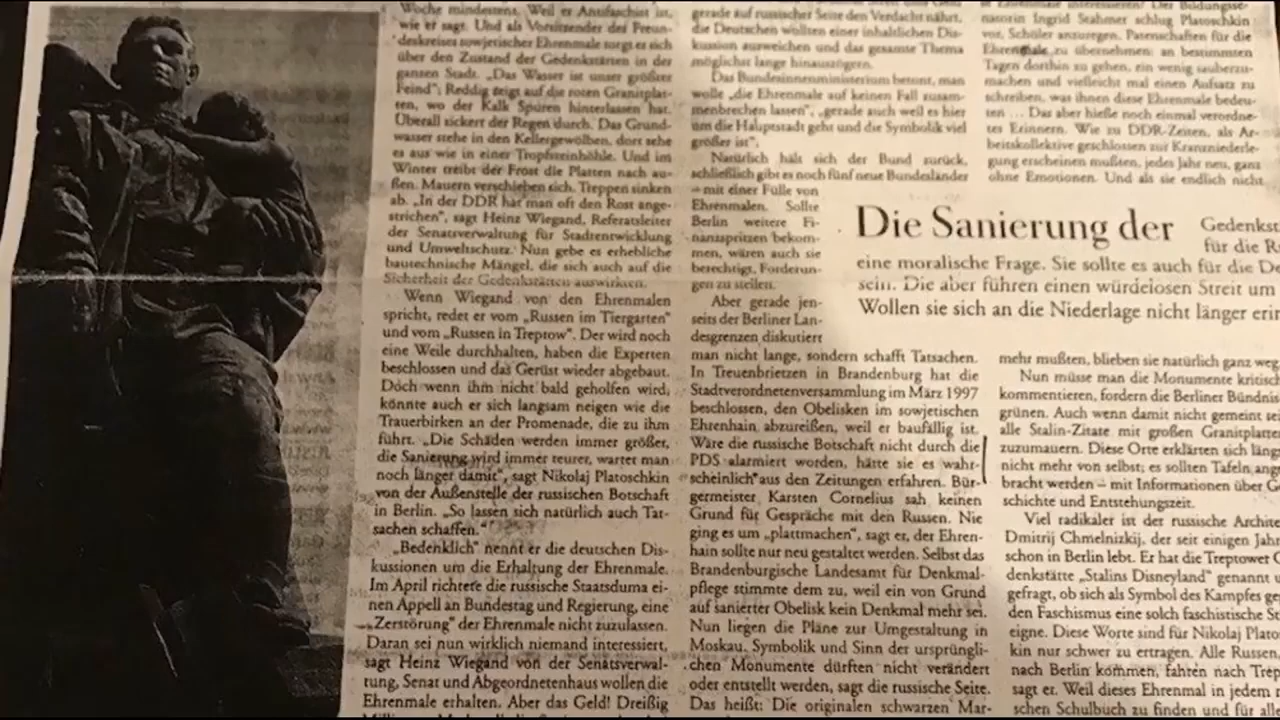 Woche mindestens. Weil er Antifaschist ist,
wie er sagt. Und als Vorsitzender des Freun-
deskreises sowjetischer Ehrenmale sorgt es sich
über den Zustand der Gedenkstätten in der
ganzen Stadt. „Das Wasser ist unser größter
Feind“; Reddig zeigt auf die roten Granitplat-
ten, wo der Kalk Spuren hinterlassen hat.
Überall sickert der Regen durch. Das Grund-
wasser stehe in den Kellergewölben, dort sehe
es aus wie in einer Tropfsteinhöhle. Und im
Winter treibt der Frost die Platten nach au-
ßen. Mauern verschieben sich, Treppen sinken
ab. „In der DDR hat man oft den Rost ange-
strichen“, sagt Heinz Wiegand, Referatsleiter
der Senatsverwaltung für Stadtentwicklung
und Umweltschutz. Nun gebe es erhebliche
bautechnische Mängel, die sich auch auf die
Sicherheit der Gedenkstätten auswirken.
Wenn Wiegand von den Ehrenmalen
spricht, redet er vom „Russen im Tiergarten“
und vom „Russen in Treptow“. Der wird noch
eine Weile durchhalten, haben die Experten
beschlossen und das Gerüst wieder abgebaut.
Doch wenn ihm nicht bald geholfen wird,
könnte auch er sich langsam neigen wie die
Trauerbirken an der Promenade, die zu ihm
führt. „Die Schäden werden immer größer,
die Sanierung wird immer teurer, wartet man
noch länger damit“, sagt Nikolaj Platoschkin
von der Außenstelle der russischen Botschaft
in Berlin. „So lassen sich natürlich auch Tat-
sachen schaffen.“
„Bedenklich“ nennt er die deutschen Dis-
kussionen um die Erhaltung der Ehrenmale.
Im April richtete die russische Staatsduma ei-
nen Appell an Bundestag und Regierung, eine
„Zerstörung“ der Ehrenmale nicht zuzulassen.
Daran sei nun wirklich niemand interessiert,
sagt Heinz Wiegand von der Senatsverwal-
tung, Senat und Abgeordnetenhaus wollen die
Ehrenmale erhalten. Aber das Geld! Dreißig
gerade auf russischer Seite den Verdacht nährt,
die Deutschen wollten einer inhaltlichen Dis-
kussion ausweichen und das gesamte Thema
möglichst lange hinauszögern.
Das Bundesinnenministerium betont, man
wolle „die Ehrenmale auf keinen Fall zusam-
menbrechen lassen“, „gerade auch weil es hier
um die Hauptstadt geht und die Symbolik viel
größer ist“.
Natürlich hält sich der Bund zurück,
schließlich gibt es noch fünf neue Bundesländer
– mit einer Fülle von
Ehrenmalen. Sollte
Berlin weitere Fi-
nanzspritzen bekom-
men, wären auch sie
berechtigt, Forderun-
gen zu stellen.
Aber gerade jen-
seits der Berliner Lan-
desgrenzen diskutiert
man nicht lange, sondern schafft Tatsachen.
In Treuenbrietzen in Brandenburg hat die
Stadtverordnetenversammlung im März 1997
beschlossen, den Obelisken im sowjetischen
Ehrenhain abzureißen, weil er baufällig ist.
Wäre die russische Botschaft nicht durch die
PDS alarmiert worden, hätte sie es wahr-
scheinlich aus den Zeitungen erfahren. Bür-
germeister Karsten Cornelius sah keinen
Grund für Gespräche mit den Russen. Nie
ging es um „plattmachen“, sagt er, der Ehren-
hain sollte nur neu gestaltet werden. Selbst das
Brandenburgische Landesamt für Denkmal-
pflege stimmte dem zu, weil ein von Grund
auf sanierter Obelisk kein Denkmal mehr sei.
Nun liegen die Pläne zur Umgestaltung in
Moskau. Symbolik und Sinn der ursprüngli-
chen Monumente dürften nicht verändert
oder entstellt werden, sagt die russische Seite.
Das heißt: Die originalen schwarzen Mar-
Der Bildungsse-
natorin Ingrid Stahmer schlug Platoschkin
vor, Schüler anzuregen, Patenschaften für die
Ehrenmale zu übernehmen: an bestimmten
Tagen dorthin zu gehen, ein wenig sauberzu-
machen und vielleicht mal einen Aufsatz zu
schreiben, was ihnen diese Ehrenmale bedeu-
ten … Das aber hieße noch einmal verordne-
tes Erinnern. Wie zu DDR-Zeiten, als Ar-
beitskollektive geschlossen zur Kranzniederle-
gung erscheinen mußten, jedes Jahr neu, ganz
ohne Emotionen. Und als sie endlich nicht
Die Sanierung der Gedenkst
für die Ro
eine moralische Frage. Sie sollte es auch für die De
sein. Die aber führen einen würdelosen Streit um
Wollen sie sich an die Niederlage nicht länger erin
mehr mußten, blieben sie natürlich ganz weg.
Nun müsse man die Monumente kritisch
kommentieren, fordern die Berliner Bündnis
grünen. Auch wenn damit nicht gemeint sei
alle Stalin-Zitate mit großen Granitplatten
zuzumauern. Diese Orte erklärten sich läng
nicht mehr von selbst; es sollten Tafeln ange
bracht werden – mit Informationen über G
schichte und Entstehungszeit.
Viel radikaler ist der russische Archite
Dmitrij Chmelnizkij, der seit einigen Jahr
schon in Berlin lebt. Er hat die Treptower G
denkstätte „Stalins Disneyland“ genannt u
gefragt, ob sich als Symbol des Kampfes geg
den Faschismus eine solch faschistische St
eigne. Diese Worte sind für Nikolaj Plato
kin nur schwer zu ertragen. Alle Russen,
nach Berlin kommen, fahren nach Trep
sagt er. Weil dieses Ehrenmal in jedem r
schen Schulbuch zu finden und für alle